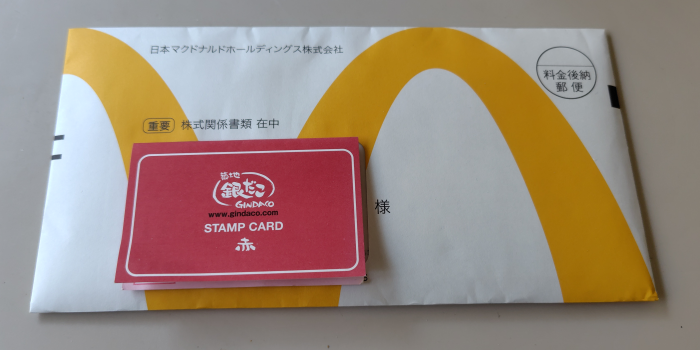 日本マクドナルドホールディングス株式会社
料金後納
郵便
重要 株式関係書類 在中
築地
銀だこ
GINDACO
www.gindaco.com
STAMP CARD
赤
様